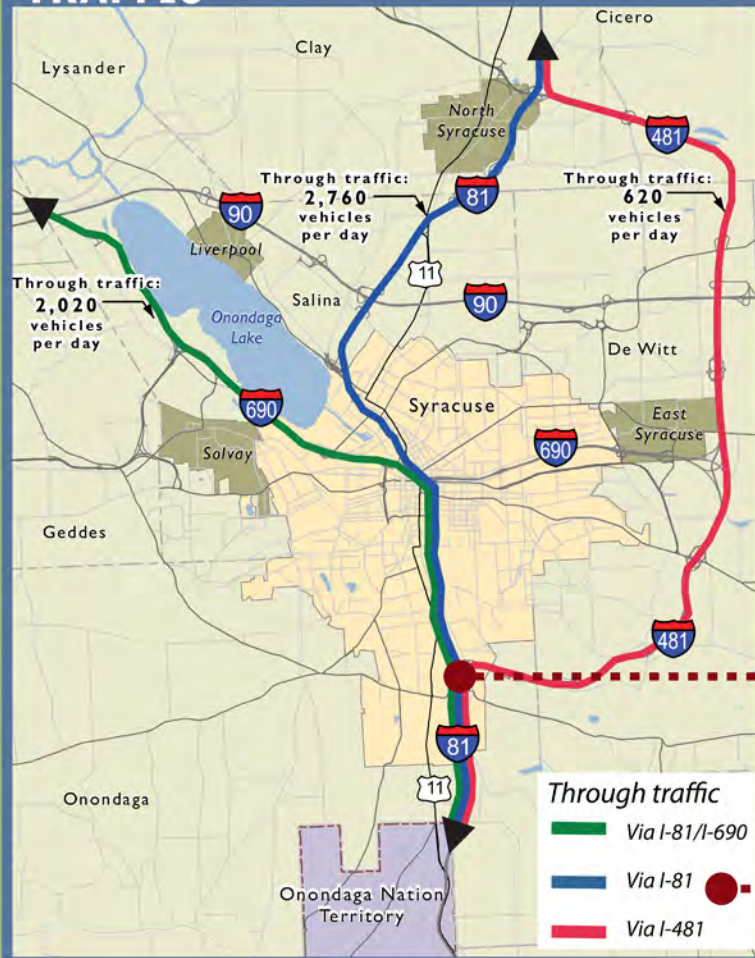 TRAFFIC
Cicero
Clay
Lysander
North
Syracuse
481
Through traffic:
2,760
vehicles
per day
81
Through traffic:
620
vehicles
per day
90
Liverpool
11
Through traffic:
2,020
vehicles
per day
Salina
90
Onondaga
Lake
De Witt
690
Syracuse
East
Syracuse
Solvay
690
Geddes
481
81
11
Onondaga
Onondaga Nation
Territory
Through traffic
Via I-81/I-690
Via I-81
Via I-481